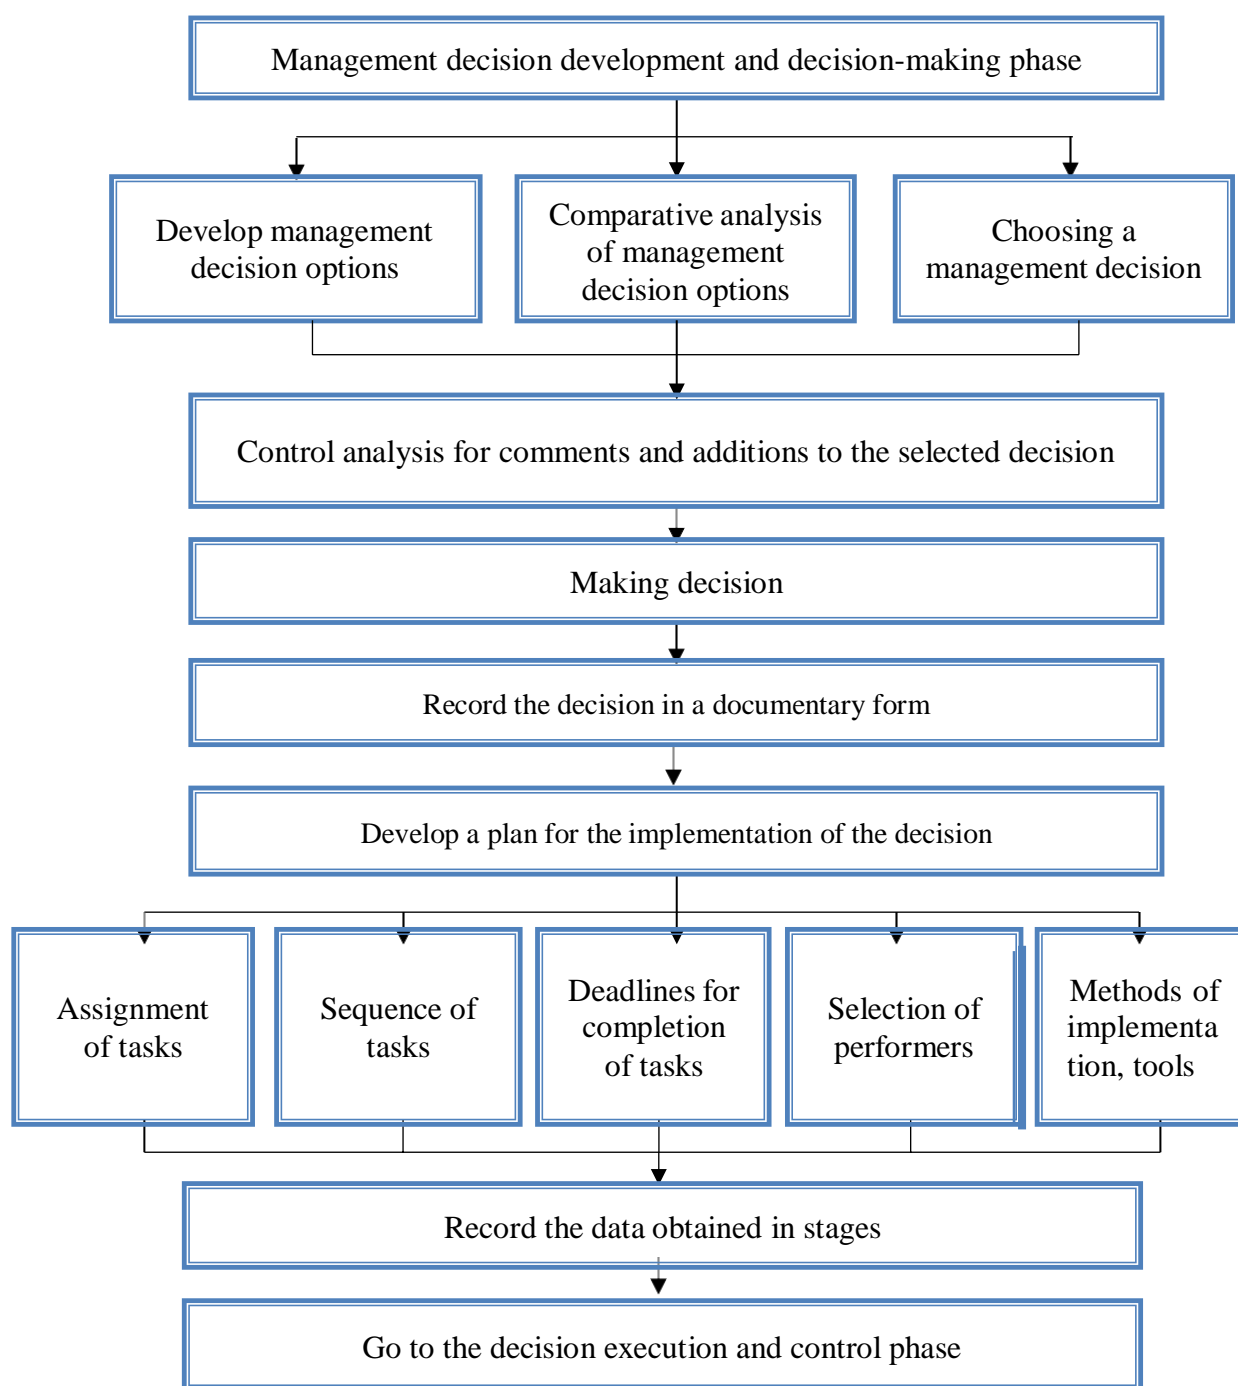 Management decision development and decision-making phase
Develop management
decision options
Comparative analysis
of management
decision options
Choosing a
management decision
Control analysis for comments and additions to the selected decision
Making decision
Record the decision in a documentary form
Develop a plan for the implementation of the decision
Assignment
of tasks
Sequence of
tasks
Deadlines for
completion
of tasks
Selection of
performers
Methods of
implementa
tion, tools
Record the data obtained in stages
Go to the decision execution and control phase